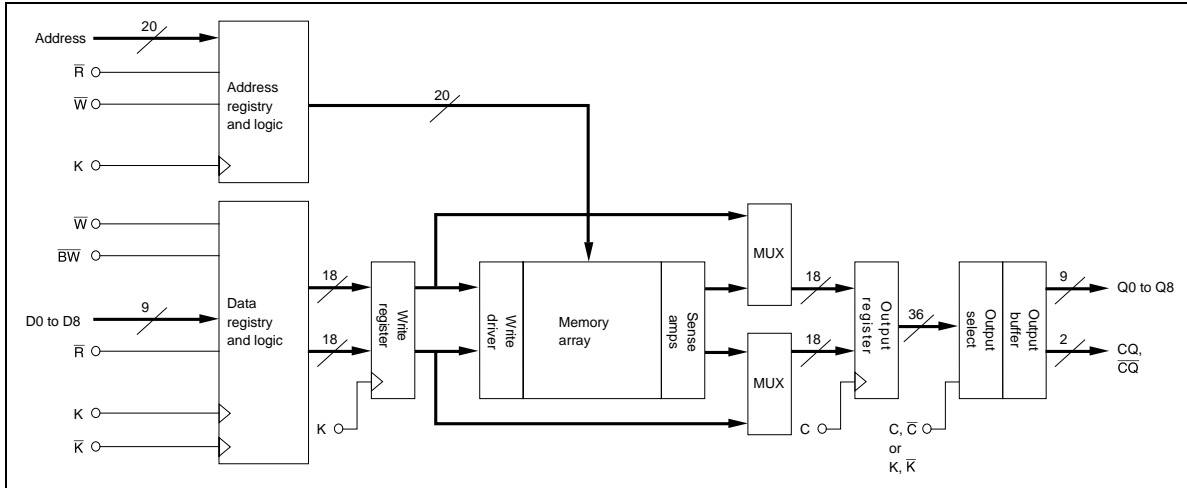 Address
20
R̅
W̅
K
Address
registry
and logic
20
W̅
B̅W̅
9
D0 to D8
R̅
K
K̅
Data
registry
and logic
18
18
Write
register
K
Write
driver
Memory
array
Sense
amps
MUX
MUX
18
18
Output
register
C
36
Output
select
Output
buffer
C, C̅
or
K, K̅
9
Q0 to Q8
2
CQ,
C̅Q̅